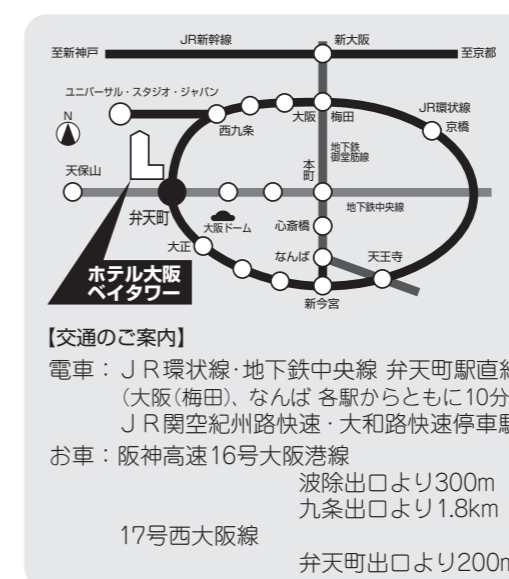 JR新幹線
新大阪
至新神戸
至京都
ユニバーサル・スタジオ・ジャパン
N
西九条
大阪
梅田
JR環状線
京橋
地下鉄
御堂筋線
本町
天保山
地下鉄中央線
弁天町
大阪ドーム
心斎橋
大正
なんば
天王寺
ホテル大阪
ベイタワー
新今宮
【交通のご案内】
電車：ＪＲ環状線・地下鉄中央線 弁天町駅直結
（大阪（梅田）、なんば 各駅からともに10分
ＪＲ関空紀州路快速・大和路快速停車駅
お車：阪神高速16号大阪港線
波除出口より300m
九条出口より1.8km
17号西大阪線
弁天町出口より200m